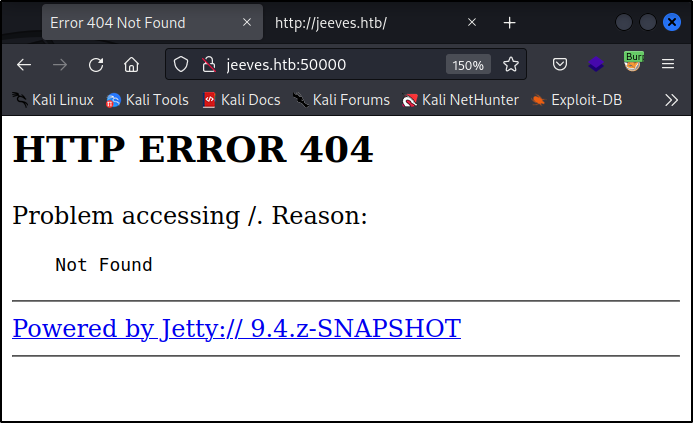 Error 404 Not Found
http://jeeves.htb/
jeeves.htb:50000
150%
Burr
Kali Linux
Kali Tools
Kali Docs
Kali Forums
Kali NetHunter
Exploit-DB
HTTP ERROR 404
Problem accessing /. Reason:
Not Found
Powered by Jetty:// 9.4.z-SNAPSHOT